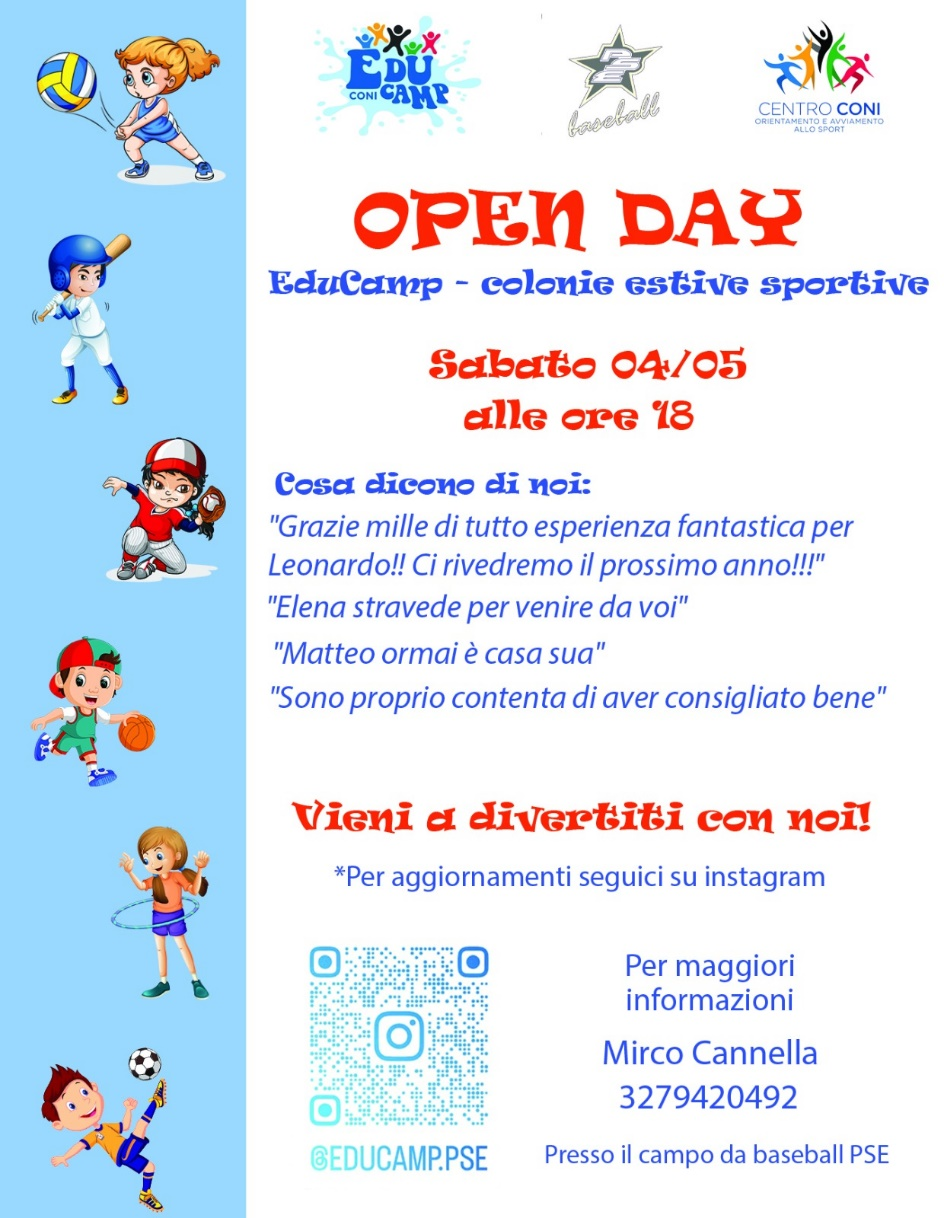 EDU
CONI CAMP
baseball
CENTRO CONI
ORIENTAMENTO E AVVIAMENTO
ALLO SPORT
OPEN DAY
EduCamp - colonie estive sportive
Sabato 04/05
alle ore 18
Cosa dicono di noi:
"Grazie mille di tutto esperienza fantastica per
Leonardo!! Ci rivedremo il prossimo anno!!!"
"Elena stravede per venire da voi"
"Matteo ormai è casa sua"
"Sono proprio contenta di aver consigliato bene"
Vieni a divertiti con noi!
*Per aggiornamenti seguici su instagram
Per maggiori
informazioni
Mirco Cannella
3279420492
@EDUCAMP.PSE
Presso il campo da baseball PSE